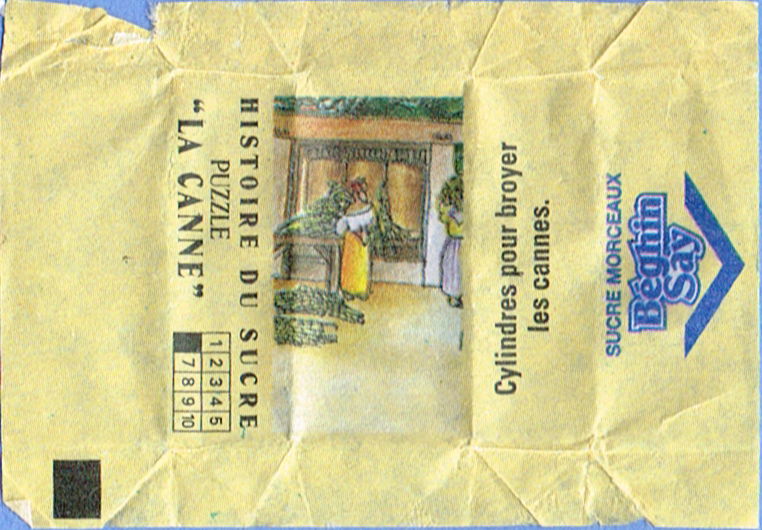 HISTOIRE DU SUCRE
PUZZLE
“LA CANNE”
1 2 3 4 5
7 8 9 10
Cylindres pour broyer
les cannes.
SUCRE MORCEAUX
Béghin
Say